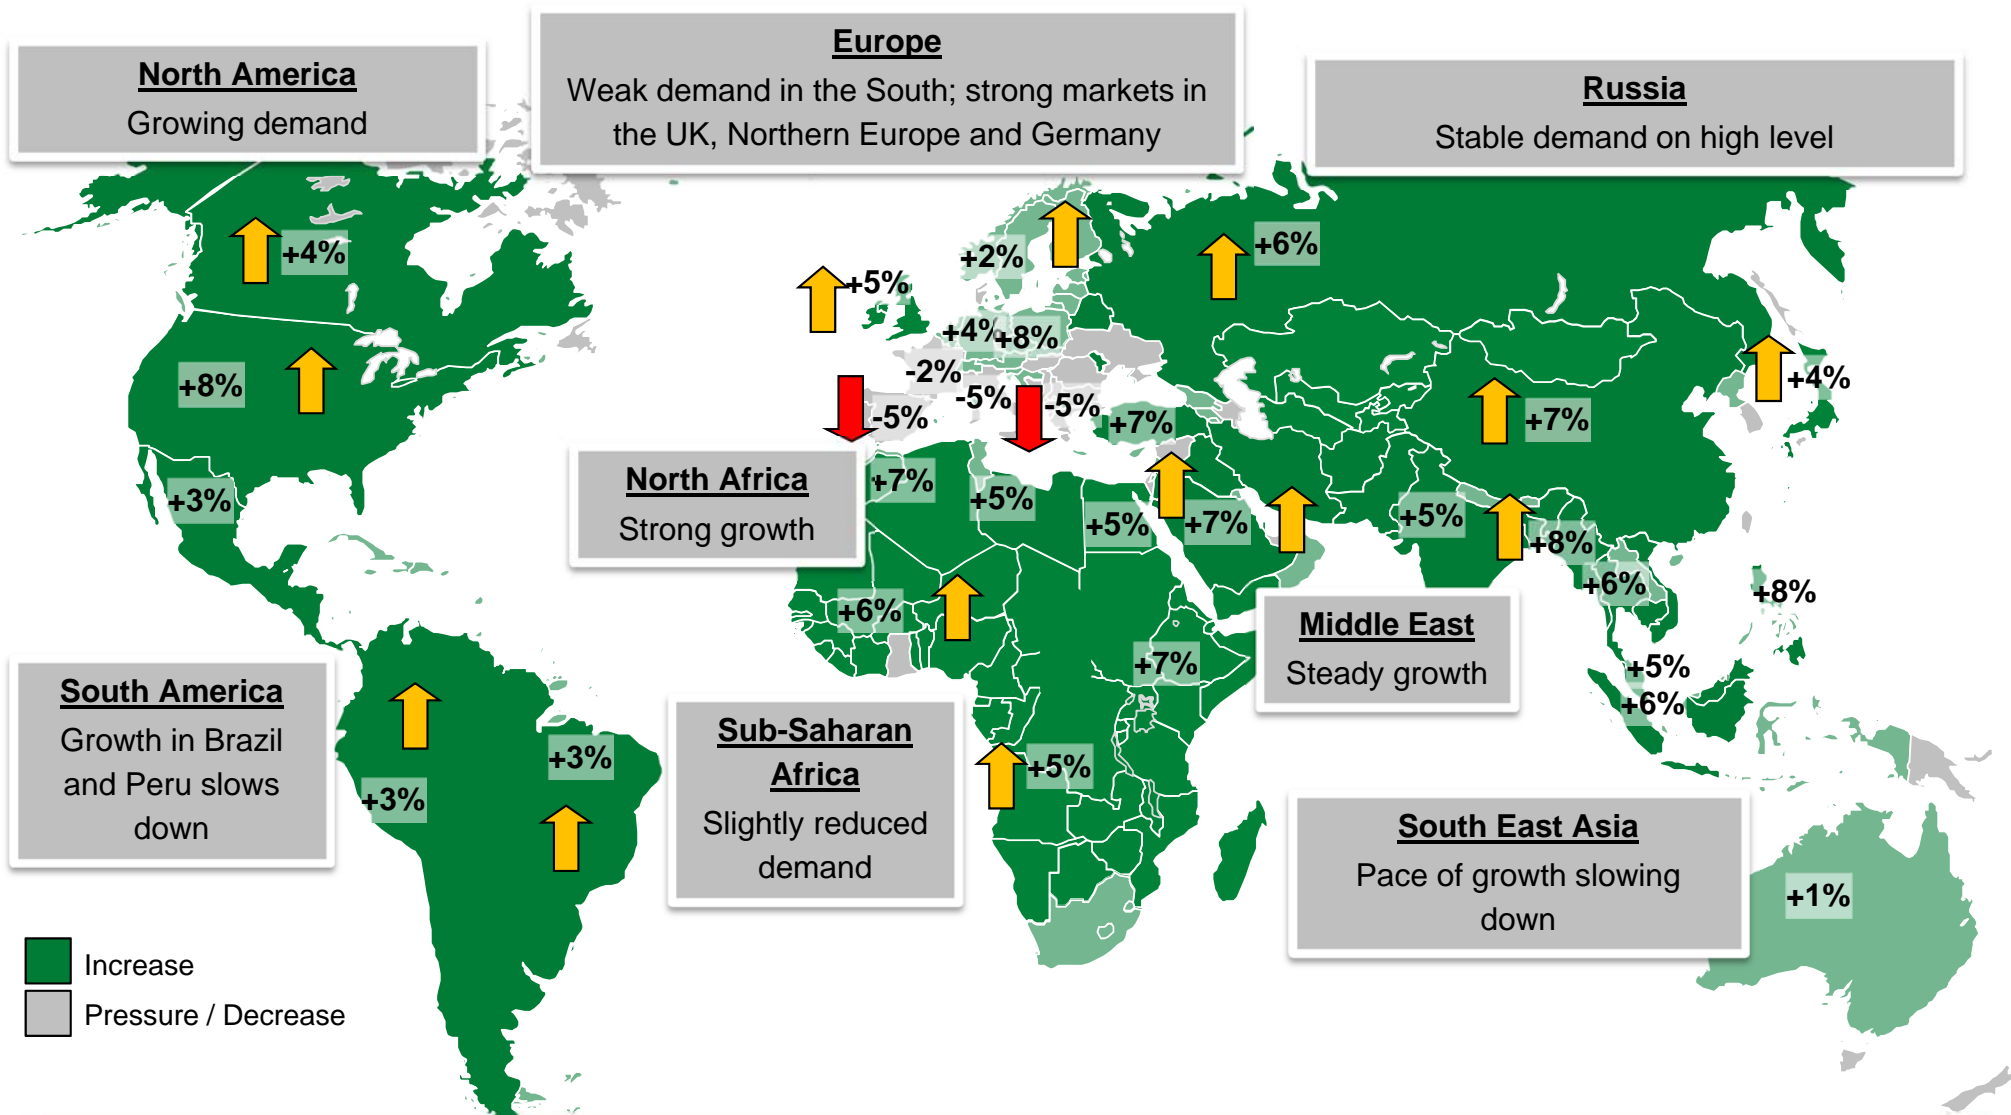 North America
Growing demand
Europe
Weak demand in the South; strong markets in
the UK, Northern Europe and Germany
Russia
Stable demand on high level
+4%
+8%
+3%
+5%
+2%
+4%
+8%
-2%
-5%
-5%
-5%
+7%
+6%
+7%
+4%
North Africa
Strong growth
+7%
+5%
+5%
+7%
+5%
+8%
+6%
+8%
+5%
+6%
+6%
+7%
Middle East
Steady growth
South America
Growth in Brazil
and Peru slows
down
+3%
+3%
Sub-Saharan
Africa
Slightly reduced
demand
+5%
South East Asia
Pace of growth slowing
down
+1%
Increase
Pressure / Decrease